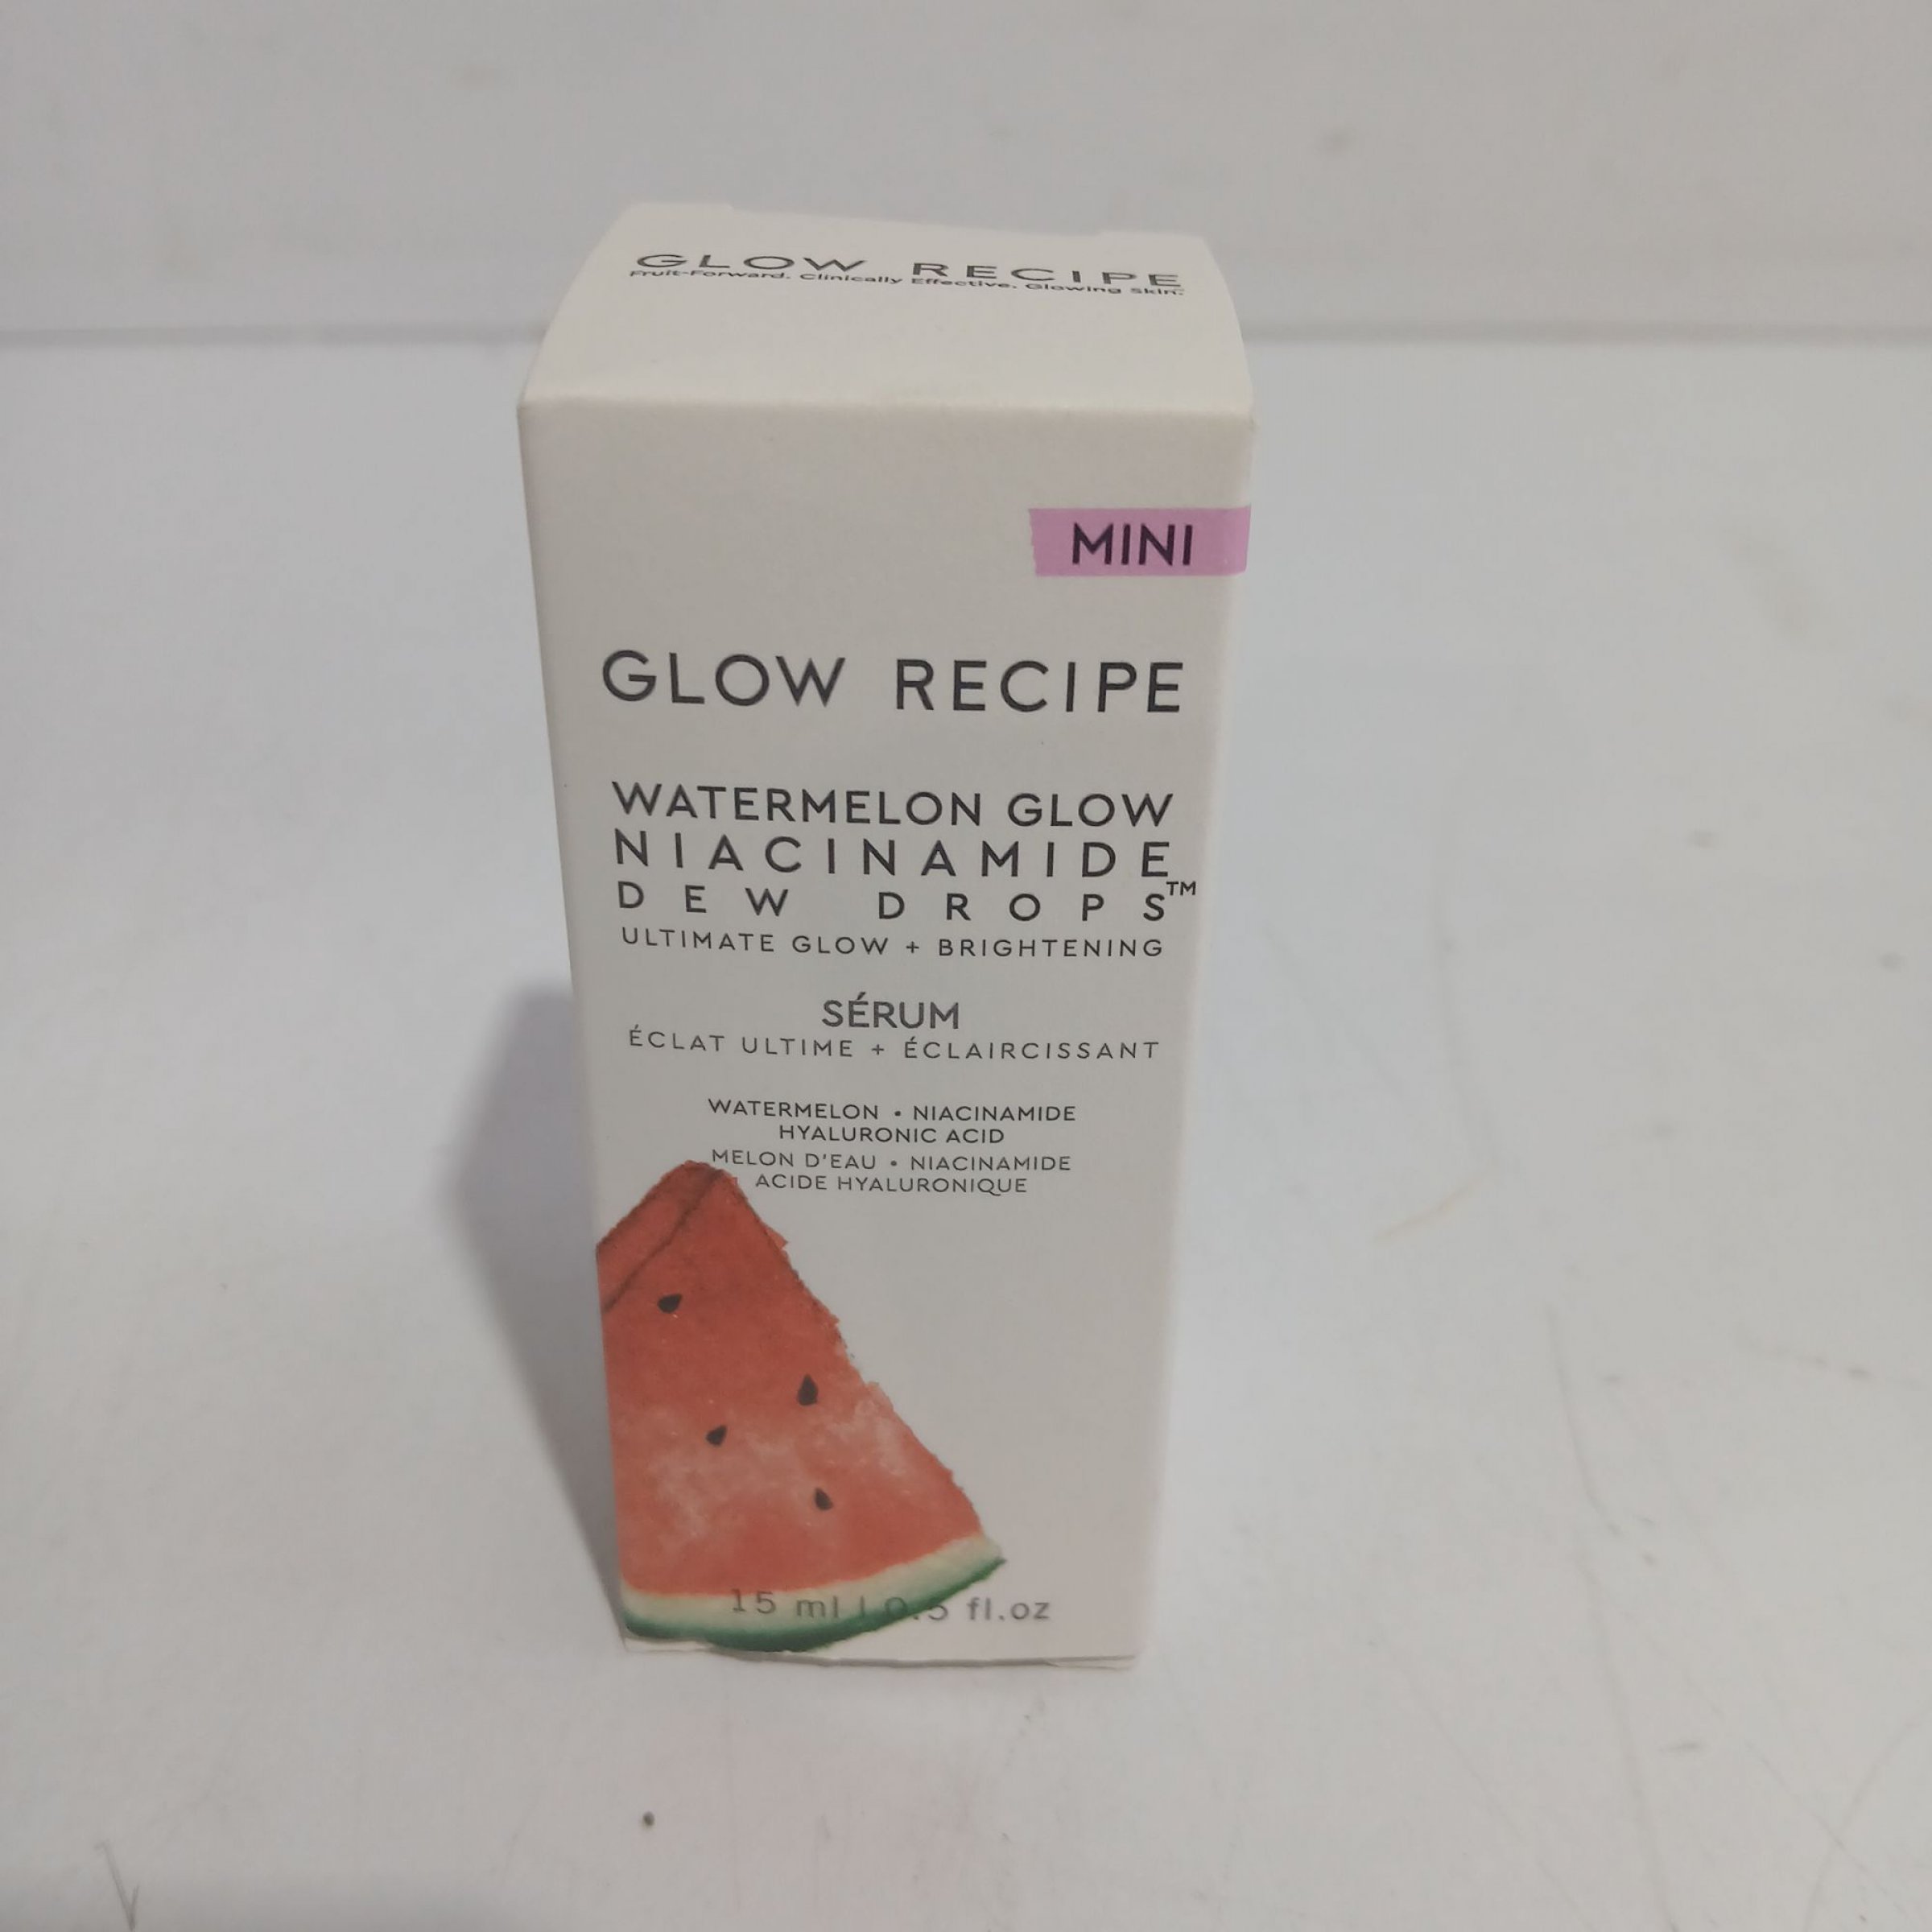 GLOW RECIPE
Fruit-Forward. Clinically Effective. Glowing Skin.™
MINI
GLOW RECIPE
WATERMELON GLOW
NIACINAMIDE
DEW DROPS™
ULTIMATE GLOW + BRIGHTENING
SÉRUM
ÉCLAT ULTIME + ÉCLAIRCISSANT
WATERMELON • NIACINAMIDE
HYALURONIC ACID
MELON D'EAU • NIACINAMIDE
ACIDE HYALURONIQUE
15 ml | 0.5 fl.oz